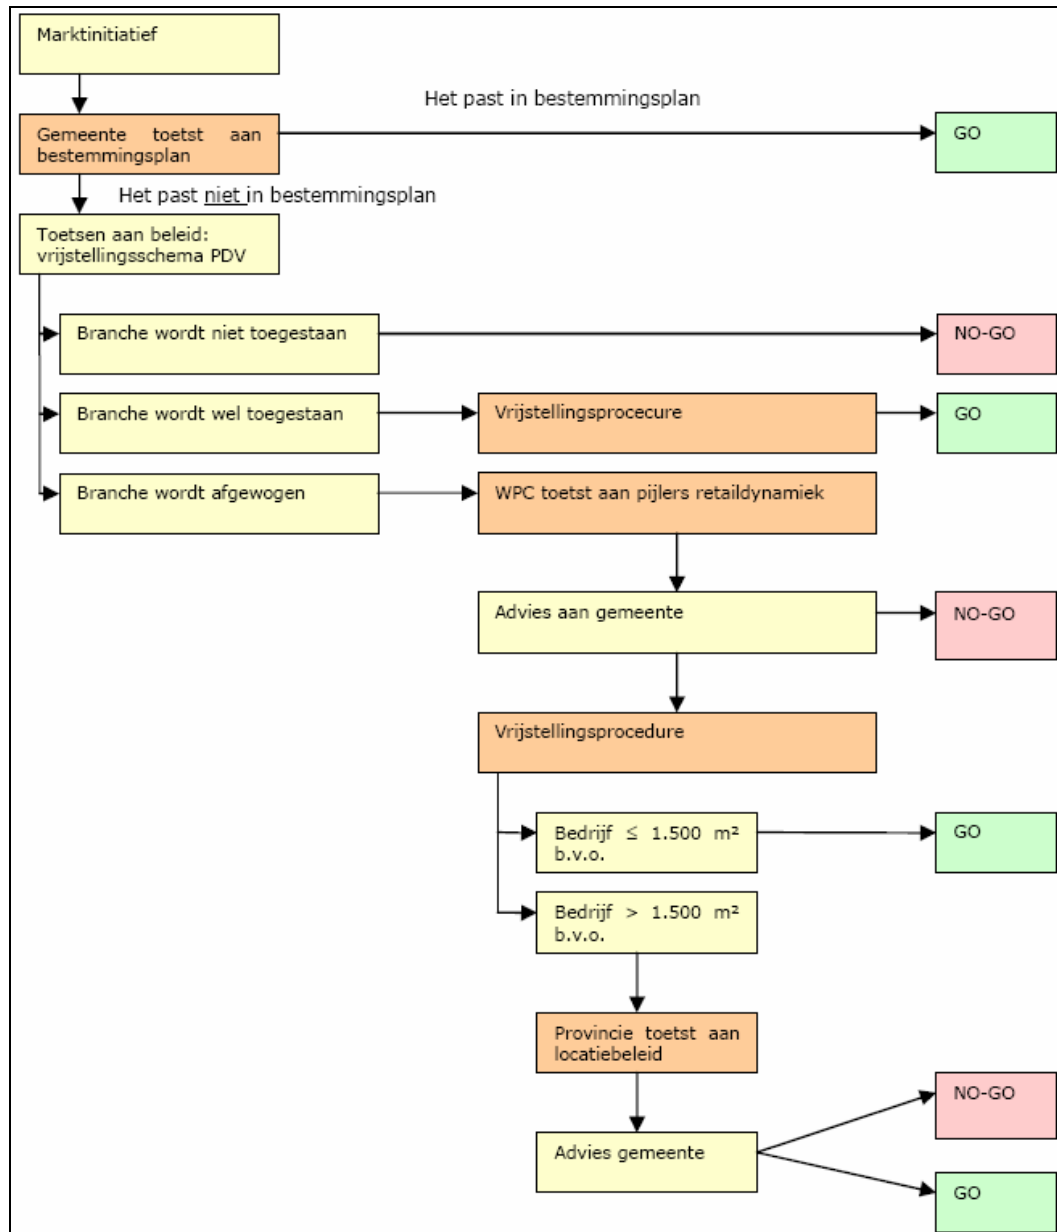 Marktinitiatief
Het past in bestemmingsplan
Gemeente toetst aan
bestemmingsplan
GO
Het past niet in bestemmingsplan
Toetsen aan beleid:
vrijstellingsschema PDV
Branche wordt niet toegestaan
NO-GO
Branche wordt wel toegestaan
Vrijstellingsprocecure
GO
Branche wordt afgewogen
WPC toetst aan pijlers retaildynamiek
Advies aan gemeente
NO-GO
Vrijstellingsprocedure
Bedrijf ≤ 1.500 m²
b.v.o.
GO
Bedrijf > 1.500 m²
b.v.o.
Provincie toetst aan
locatiebeleid
NO-GO
Advies gemeente
GO